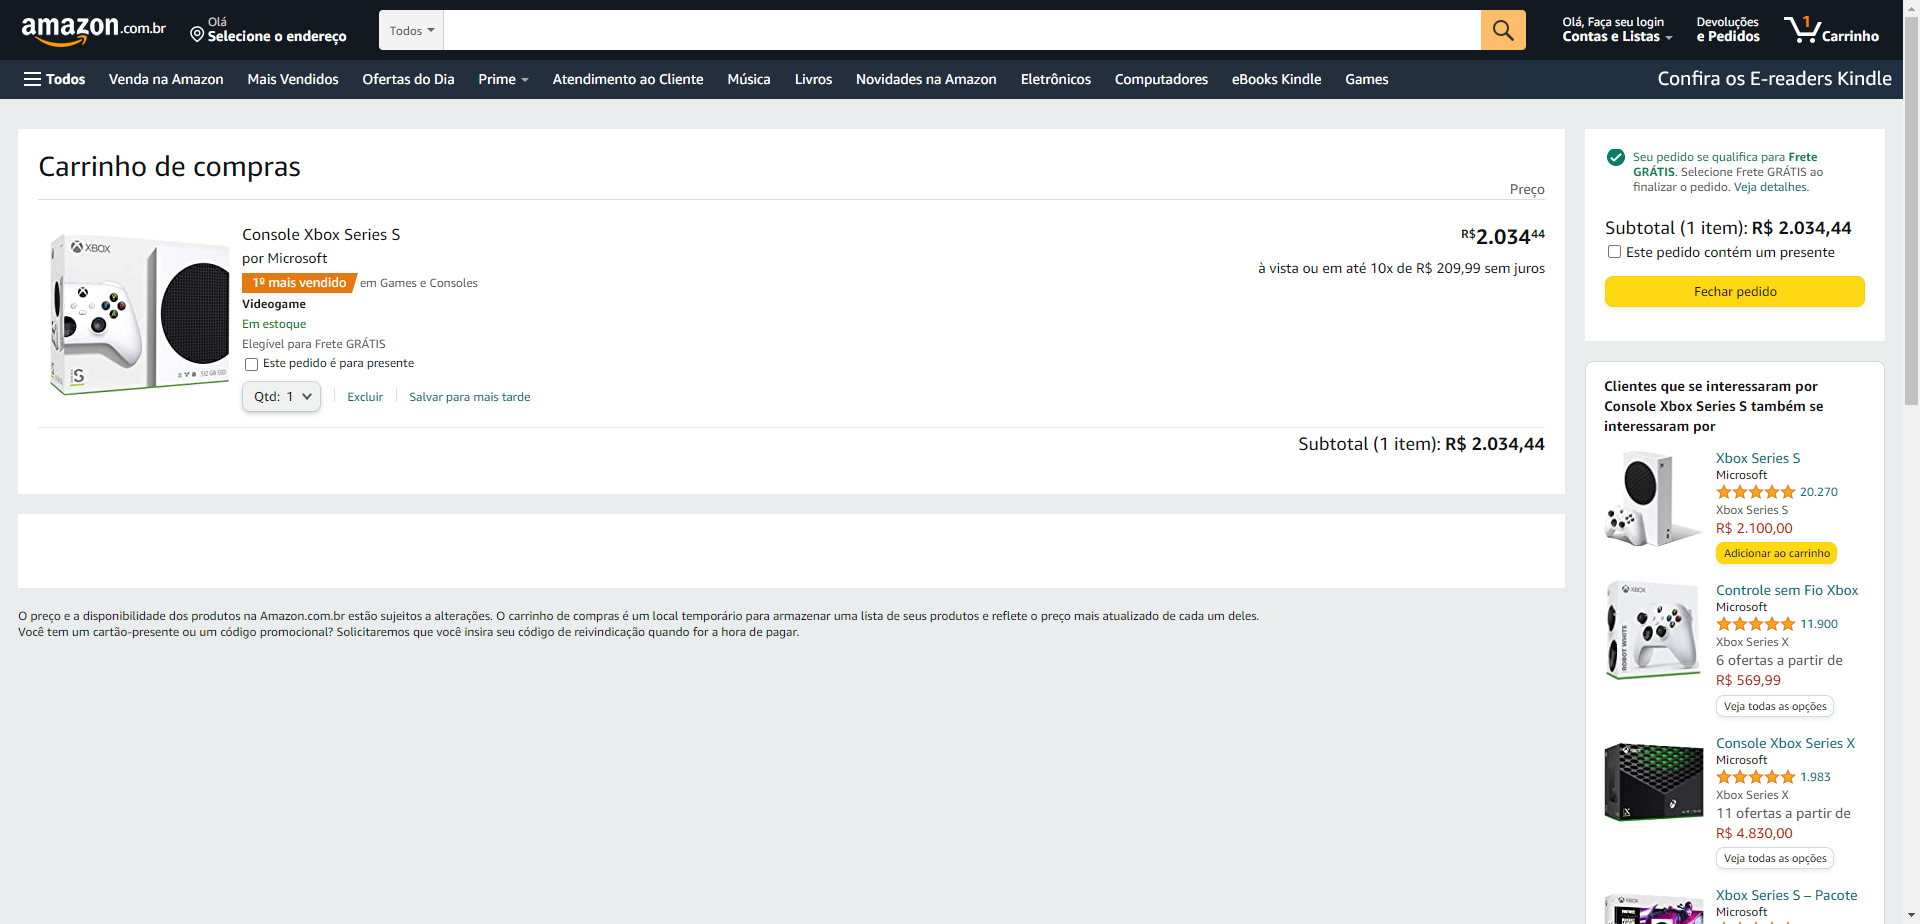 amazon.com.br
Olá
Selecione o endereço
Todos
Olá, Faça seu login
Contas e Listas
Devoluções
e Pedidos
1
Carrinho
Todos
Venda na Amazon
Mais Vendidos
Ofertas do Dia
Prime
Atendimento ao Cliente
Música
Livros
Novidades na Amazon
Eletrônicos
Computadores
eBooks Kindle
Games
Confira os E-readers Kindle
Carrinho de compras
Preço
XBOX
S
512 GB SSD
Console Xbox Series S
por Microsoft
1º mais vendido em Games e Consoles
Videogame
Em estoque
Elegível para Frete GRÁTIS
Este pedido é para presente
Qtd: 1
Excluir
Salvar para mais tarde
R$2.03444
à vista ou em até 10x de R$ 209,99 sem juros
Subtotal (1 item): R$ 2.034,44
O preço e a disponibilidade dos produtos na Amazon.com.br estão sujeitos a alterações. O carrinho de compras é um local temporário para armazenar uma lista de seus produtos e reflete o preço mais atualizado de cada um deles.
Você tem um cartão-presente ou um código promocional? Solicitaremos que você insira seu código de reivindicação quando for a hora de pagar.
Seu pedido se qualifica para Frete
GRÁTIS. Selecione Frete GRÁTIS ao
finalizar o pedido. Veja detalhes.
Subtotal (1 item): R$ 2.034,44
Este pedido contém um presente
Fechar pedido
Clientes que se interessaram por
Console Xbox Series S também se
interessaram por
Xbox Series S
Microsoft
20.270
Xbox Series S
R$ 2.100,00
Adicionar ao carrinho
XBOX
ROBOT WHITE
Controle sem Fio Xbox
Microsoft
11.900
Xbox Series X
6 ofertas a partir de
R$ 569,99
Veja todas as opções
Console Xbox Series X
Microsoft
1.983
Xbox Series X
11 ofertas a partir de
R$ 4.830,00
Veja todas as opções
XBOX
Xbox Series S – Pacote
Microsoft